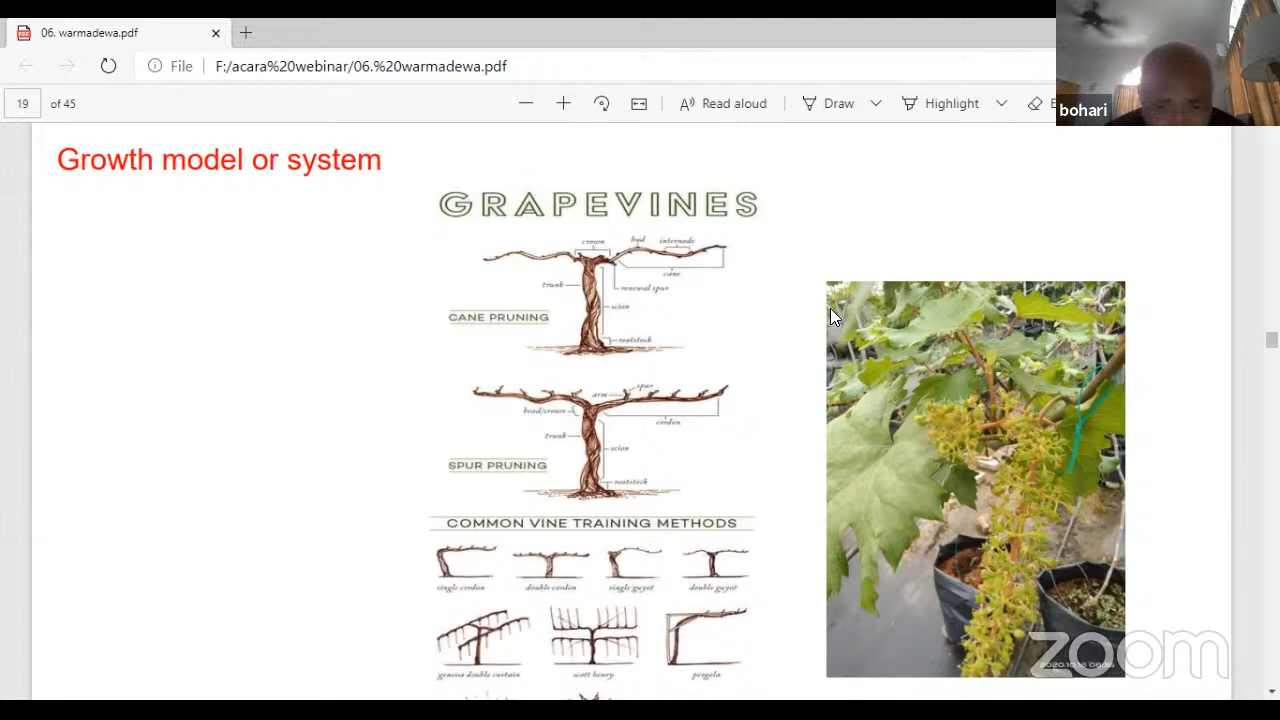 06. warmadewa.pdf
File
F:/acara%20webinar/06.%20warmadewa.pdf
bohari
19 of 45
Read aloud
Draw
Highlight
Growth model or system
GRAPEVINES
crown
bud
internode
cane
trunk
renewal spur
scion
CANE PRUNING
rootstock
spur
arm
head/crown
cordon
trunk
scion
SPUR PRUNING
rootstock
COMMON VINE TRAINING METHODS
single cordon
double cordon
single guyot
double guyot
geneva double curtain
scott henry
pergola
zoom